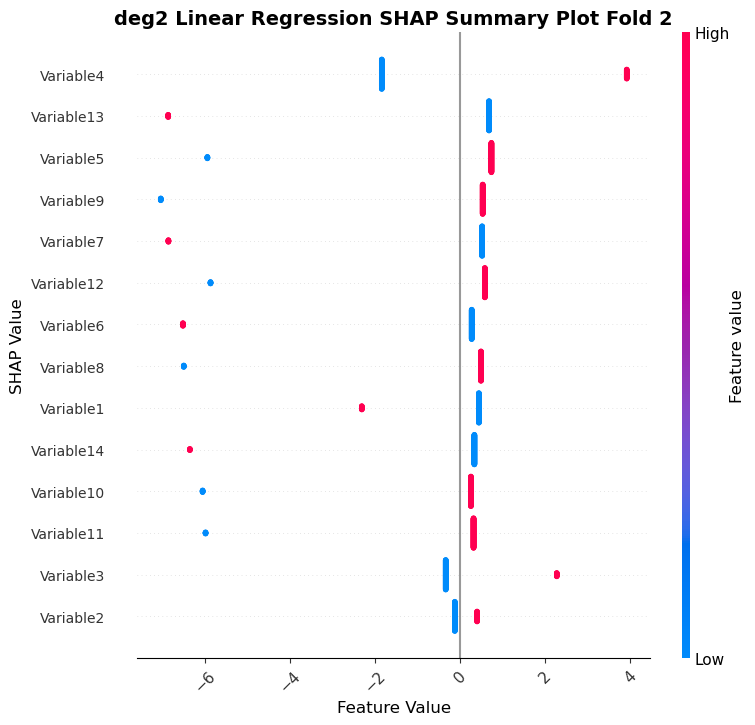 deg2 Linear Regression SHAP Summary Plot Fold 2
High
Variable4
Variable13
Variable5
Variable9
Variable7
Variable12
Variable6
Variable8
Variable1
Variable14
Variable10
Variable11
Variable3
Variable2
SHAP Value
Feature value
Low
−6 −4 −2 0 2 4
Feature Value